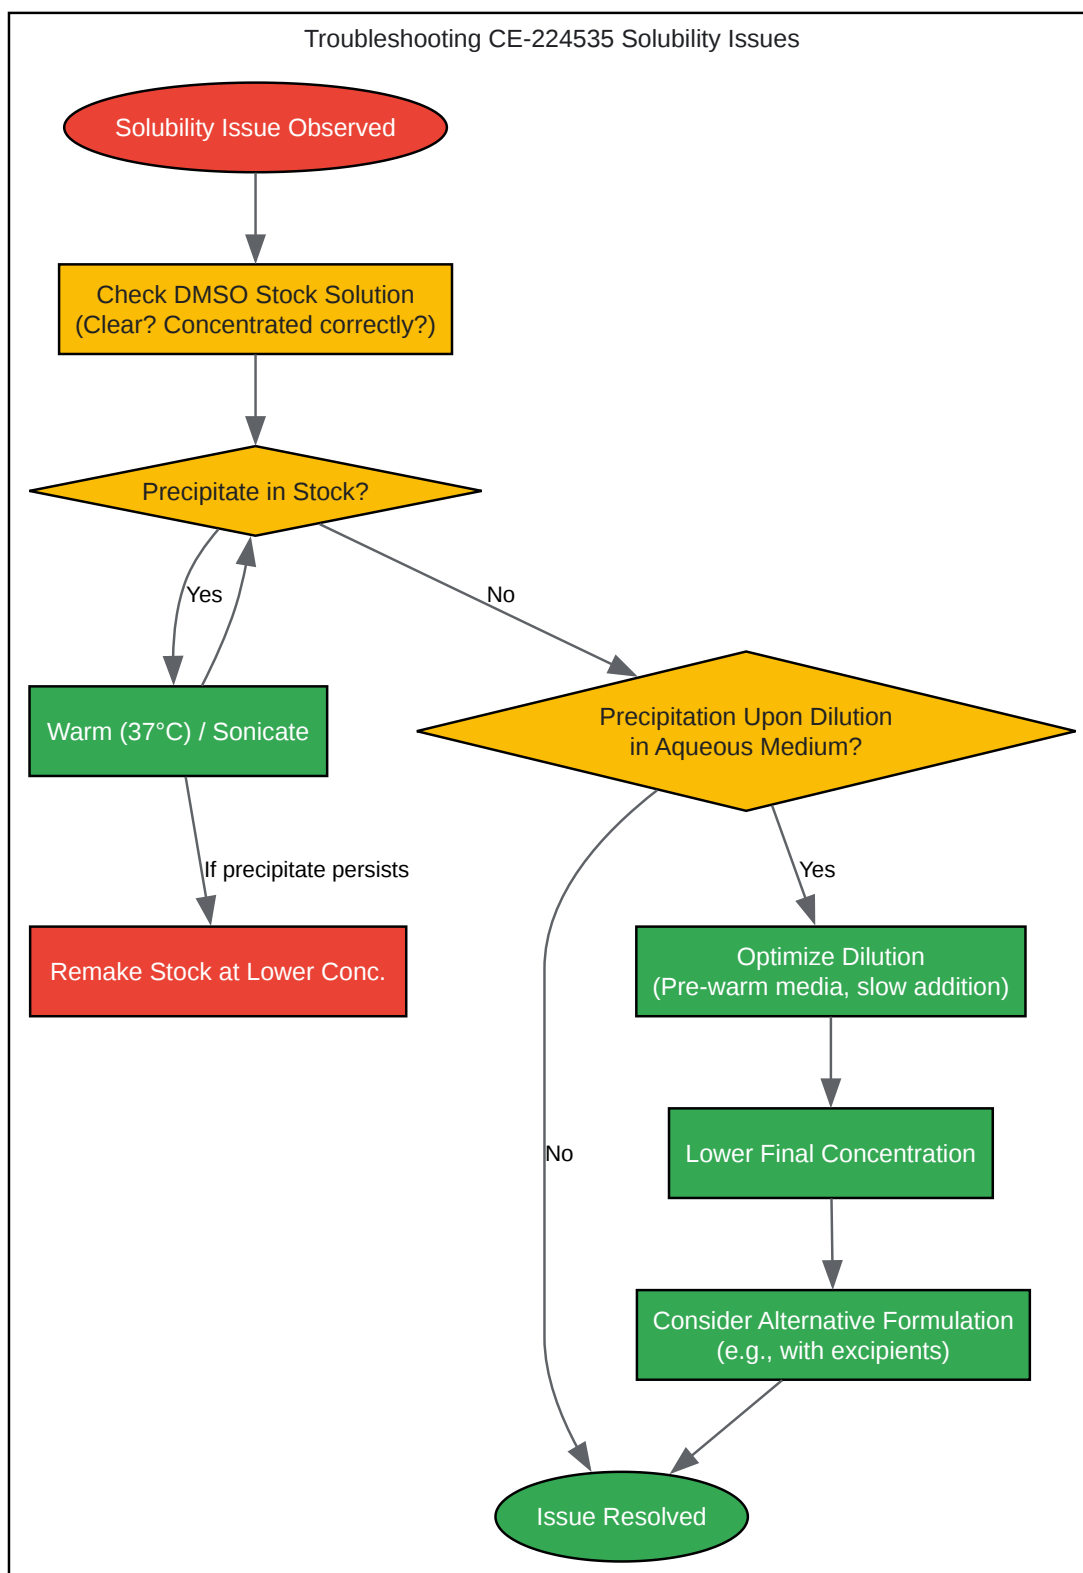 Troubleshooting CE-224535 Solubility Issues
Solubility Issue Observed
Check DMSO Stock Solution
(Clear? Concentrated correctly?)
Precipitate in Stock?
Yes
No
Warm (37°C) / Sonicate
Precipitation Upon Dilution
in Aqueous Medium?
If precipitate persists
Yes
Remake Stock at Lower Conc.
Optimize Dilution
(Pre-warm media, slow addition)
No
Lower Final Concentration
Consider Alternative Formulation
(e.g., with excipients)
Issue Resolved